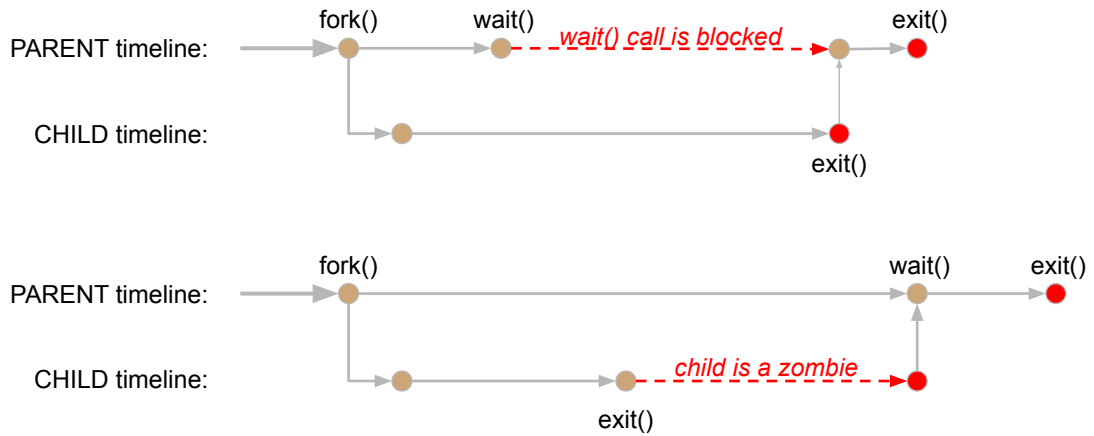 fork() wait() exit()
PARENT timeline: wait() call is blocked
CHILD timeline:
exit()
fork() wait() exit()
PARENT timeline:
CHILD timeline: child is a zombie
exit()